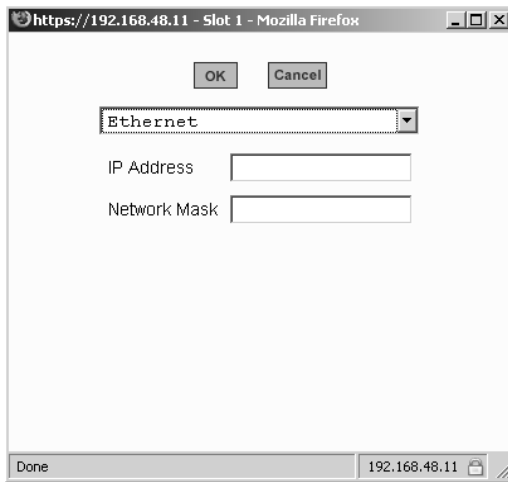 https://192.168.48.11 - Slot 1 - Mozilla Firefox
OK Cancel
Ethernet
IP Address
Network Mask
Done 192.168.48.11